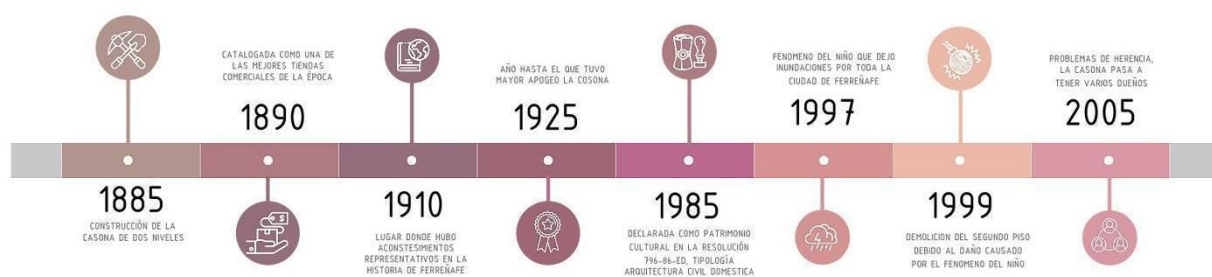 CATALOGADA COMO UNA DE
LAS MEJORES TIENDAS
COMERCIALES DE LA ÉPOCA
1890
AÑO HASTA EL QUE TUVO
MAYOR APOGEO LA COSONA
1925
FENOMENO DEL NIÑO QUE DEJO
INUNDACIONES POR TODA LA
CIUDAD DE FERREÑAFE
1997
PROBLEMAS DE HERENCIA,
LA CASONA PASA A
TENER VARIOS DUEÑOS
2005
1885
CONSTRUCCIÓN DE LA
CASONA DE DOS NIVELES
$
1910
LUGAR DONDE HUBO
ACONSTESIMIENTOS
REPRESENTATIVOS EN LA
HISTORIA DE FERREÑAFE
1985
DECLARADA COMO PATRIMONIO
CULTURAL EN LA RESOLUCIÓN
796-86-ED, TIPOLOGÍA
ARQUITECTURA CIVIL DOMESTICA
1999
DEMOLICION DEL SEGUNDO PISO
DEBIDO AL DAÑO CAUSADO
POR EL FENOMENO DEL NIÑO